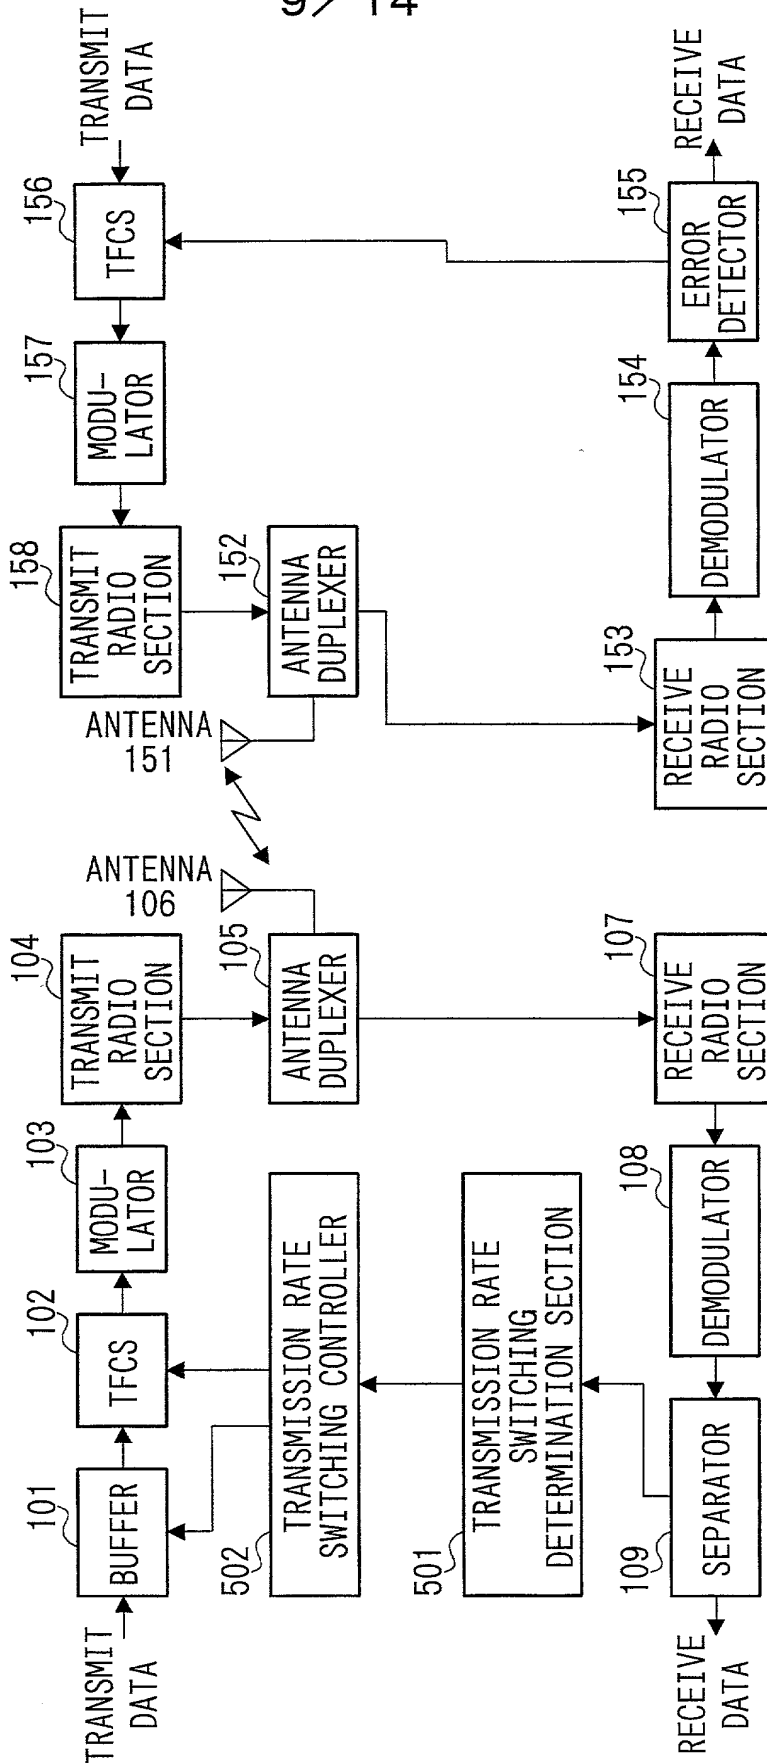 9/14
TRANSMIT
DATA
101
BUFFER
102
TFCS
103
MODU-
LATOR
104
TRANSMIT
RADIO
SECTION
158
TRANSMIT
RADIO
SECTION
157
MODU-
LATOR
156
TFCS
TRANSMIT
DATA
502
TRANSMISSION RATE
SWITCHING CONTROLLER
105
ANTENNA
DUPLEXER
ANTENNA
106
ANTENNA
151
152
ANTENNA
DUPLEXER
501
TRANSMISSION RATE
SWITCHING
DETERMINATION SECTION
RECEIVE
DATA
109
SEPARATOR
108
DEMODULATOR
107
RECEIVE
RADIO
SECTION
153
RECEIVE
RADIO
SECTION
154
DEMODULATOR
155
ERROR
DETECTOR
RECEIVE
DATA